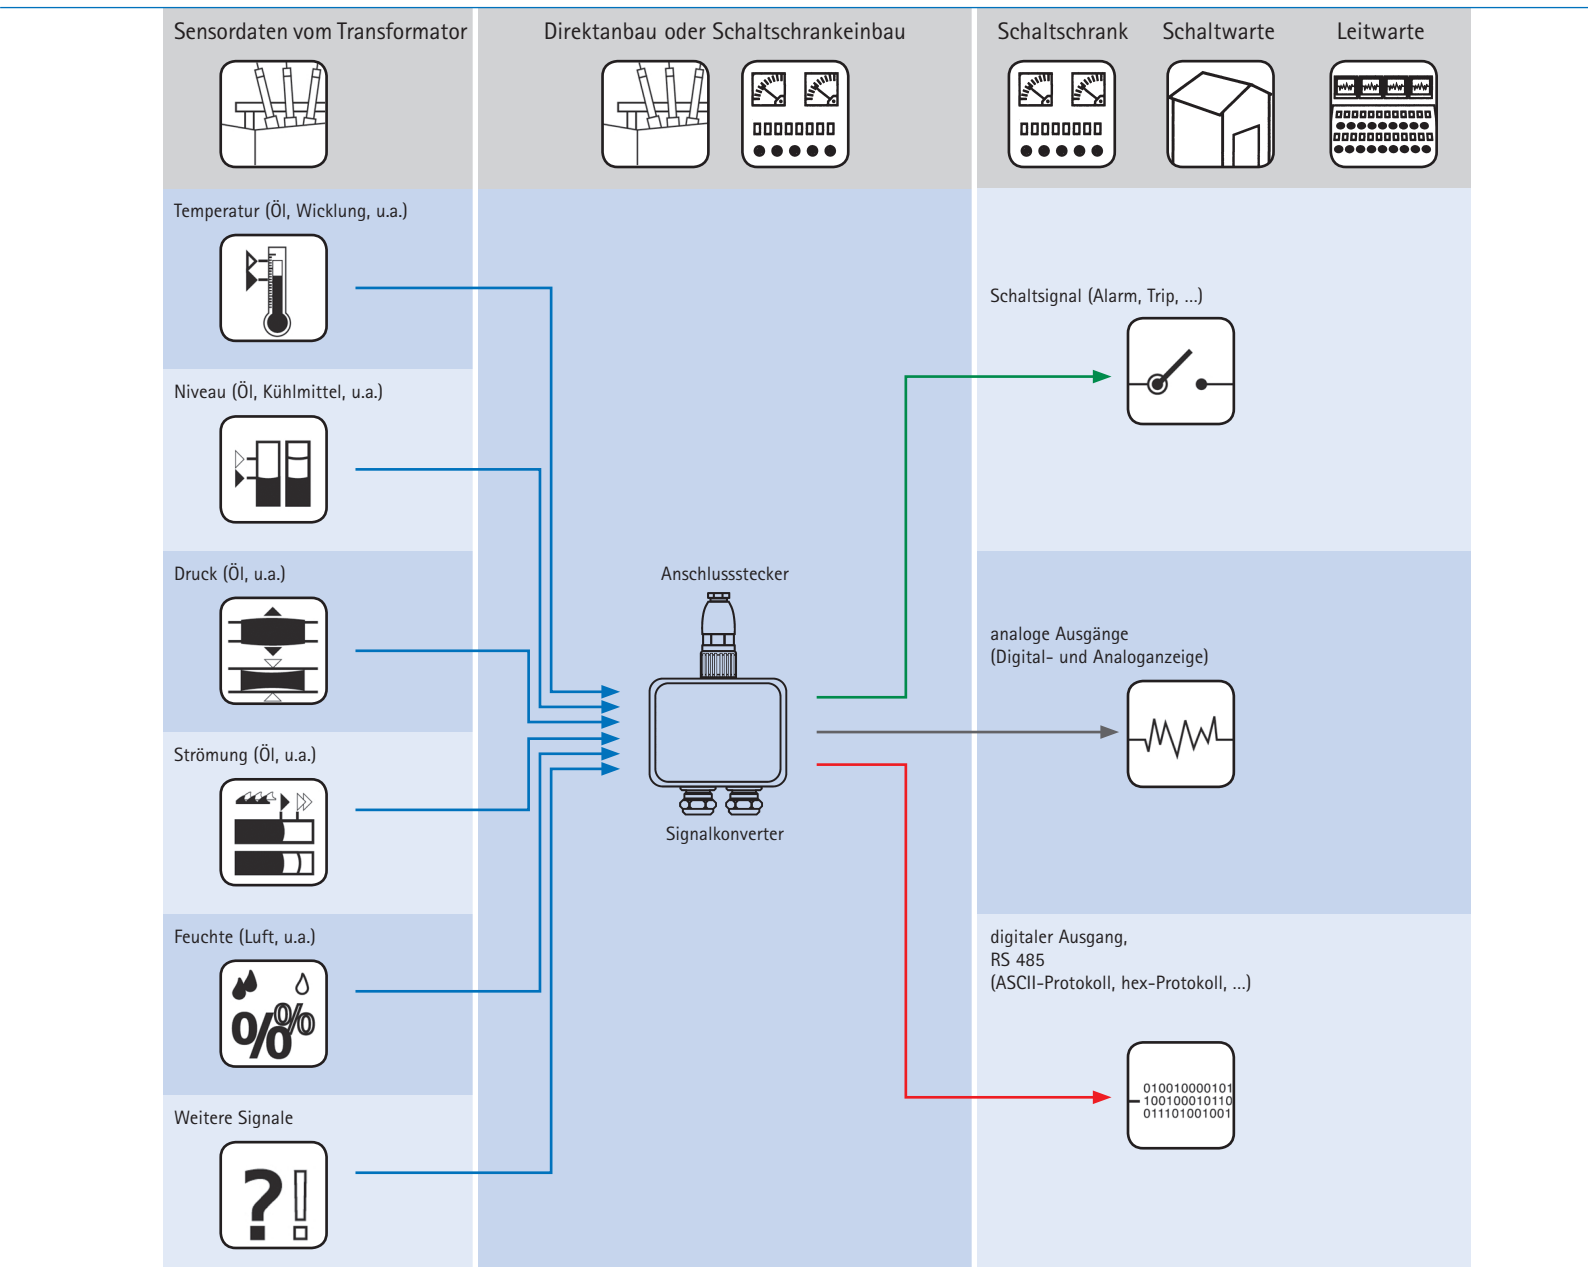 Sensordaten vom Transformator
Direktanbau oder Schaltschrankeinbau
Schaltschrank
Schaltwarte
Leitwarte
Temperatur (Öl, Wicklung, u.a.)
Niveau (Öl, Kühlmittel, u.a.)
Druck (Öl, u.a.)
Strömung (Öl, u.a.)
Feuchte (Luft, u.a.)
%%
Weitere Signale
?!
Anschlussstecker
Signalkonverter
Schaltsignal (Alarm, Trip, ...)
analoge Ausgänge
(Digital- und Analoganzeige)
digitaler Ausgang,
RS 485
(ASCII-Protokoll, hex-Protokoll, ...)
010010000101
100100010110
011101001001